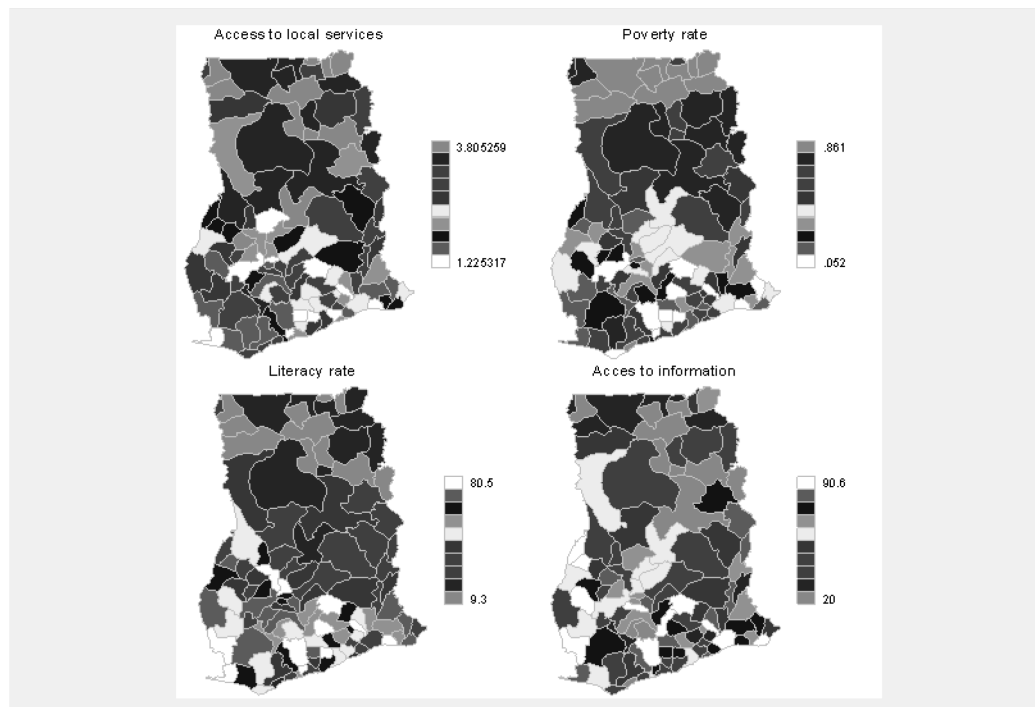 Access to local services
Poverty rate
3.805259
1.225317
.861
.052
Literacy rate
Acces to information
80.5
9.3
90.6
20